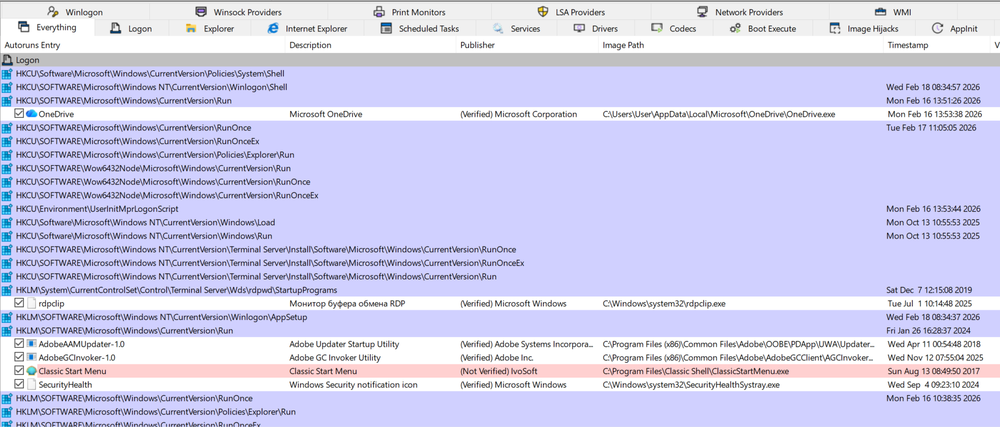 Winlogon Winsock Providers Print Monitors LSA Providers Network Providers WMI
Everything Logon Explorer Internet Explorer Scheduled Tasks Services Drivers Codecs Boot Execute Image Hijacks AppInit
Autoruns Entry Description Publisher Image Path Timestamp V
Logon
HKCU\Software\Microsoft\Windows\CurrentVersion\Policies\System\Shell
HKCU\SOFTWARE\Microsoft\Windows NT\CurrentVersion\Winlogon\Shell Wed Feb 18 08:34:57 2026
HKCU\SOFTWARE\Microsoft\Windows\CurrentVersion\Run Mon Feb 16 13:51:26 2026
OneDrive Microsoft OneDrive (Verified) Microsoft Corporation C:\Users\User\AppData\Local\Microsoft\OneDrive\OneDrive.exe Mon Feb 16 13:53:38 2026
HKCU\SOFTWARE\Microsoft\Windows\CurrentVersion\RunOnce Tue Feb 17 11:05:05 2026
HKCU\SOFTWARE\Microsoft\Windows\CurrentVersion\RunOnceEx
HKCU\SOFTWARE\Microsoft\Windows\CurrentVersion\Policies\Explorer\Run
HKCU\SOFTWARE\Wow6432Node\Microsoft\Windows\CurrentVersion\Run
HKCU\SOFTWARE\Wow6432Node\Microsoft\Windows\CurrentVersion\RunOnce
HKCU\SOFTWARE\Wow6432Node\Microsoft\Windows\CurrentVersion\RunOnceEx
HKCU\Environment\UserInitMprLogonScript Mon Feb 16 13:53:44 2026
HKCU\Software\Microsoft\Windows NT\CurrentVersion\Windows\Load Mon Oct 13 10:55:53 2025
HKCU\Software\Microsoft\Windows NT\CurrentVersion\Windows\Run Mon Oct 13 10:55:53 2025
HKCU\SOFTWARE\Microsoft\Windows NT\CurrentVersion\Terminal Server\Install\Software\Microsoft\Windows\CurrentVersion\RunOnce
HKCU\SOFTWARE\Microsoft\Windows NT\CurrentVersion\Terminal Server\Install\Software\Microsoft\Windows\CurrentVersion\RunOnceEx
HKCU\SOFTWARE\Microsoft\Windows NT\CurrentVersion\Terminal Server\Install\Software\Microsoft\Windows\CurrentVersion\Run
HKLM\System\CurrentControlSet\Control\Terminal Server\Wds\rdpwd\StartupPrograms Sat Dec 7 12:15:08 2019
rdpclip Монитор буфера обмена RDP (Verified) Microsoft Windows C:\Windows\system32\rdpclip.exe Tue Jul 1 10:14:48 2025
HKLM\SOFTWARE\Microsoft\Windows NT\CurrentVersion\Winlogon\AppSetup Wed Feb 18 08:34:37 2026
HKLM\SOFTWARE\Microsoft\Windows\CurrentVersion\Run Fri Jan 26 16:28:37 2024
AdobeAAMUpdater-1.0 Adobe Updater Startup Utility (Verified) Adobe Systems Incorpora... C:\Program Files (x86)\Common Files\Adobe\OOBE\PDApp\UWA\Updater... Wed Apr 11 00:54:48 2018
AdobeGCInvoker-1.0 Adobe GC Invoker Utility (Verified) Adobe Inc. C:\Program Files (x86)\Common Files\Adobe\AdobeGCClient\AGCInvoker... Wed Nov 12 07:55:04 2025
Classic Start Menu Classic Start Menu (Not Verified) IvoSoft C:\Program Files\Classic Shell\ClassicStartMenu.exe Sun Aug 13 08:49:50 2017
SecurityHealth Windows Security notification icon (Verified) Microsoft Windows C:\Windows\system32\SecurityHealthSystray.exe Wed Sep 4 09:23:10 2024
HKLM\SOFTWARE\Microsoft\Windows\CurrentVersion\RunOnce Mon Feb 16 10:38:35 2026
HKLM\SOFTWARE\Microsoft\Windows\CurrentVersion\Policies\Explorer\Run
HKLM\SOFTWARE\Microsoft\Windows\CurrentVersion\RunOnceEx